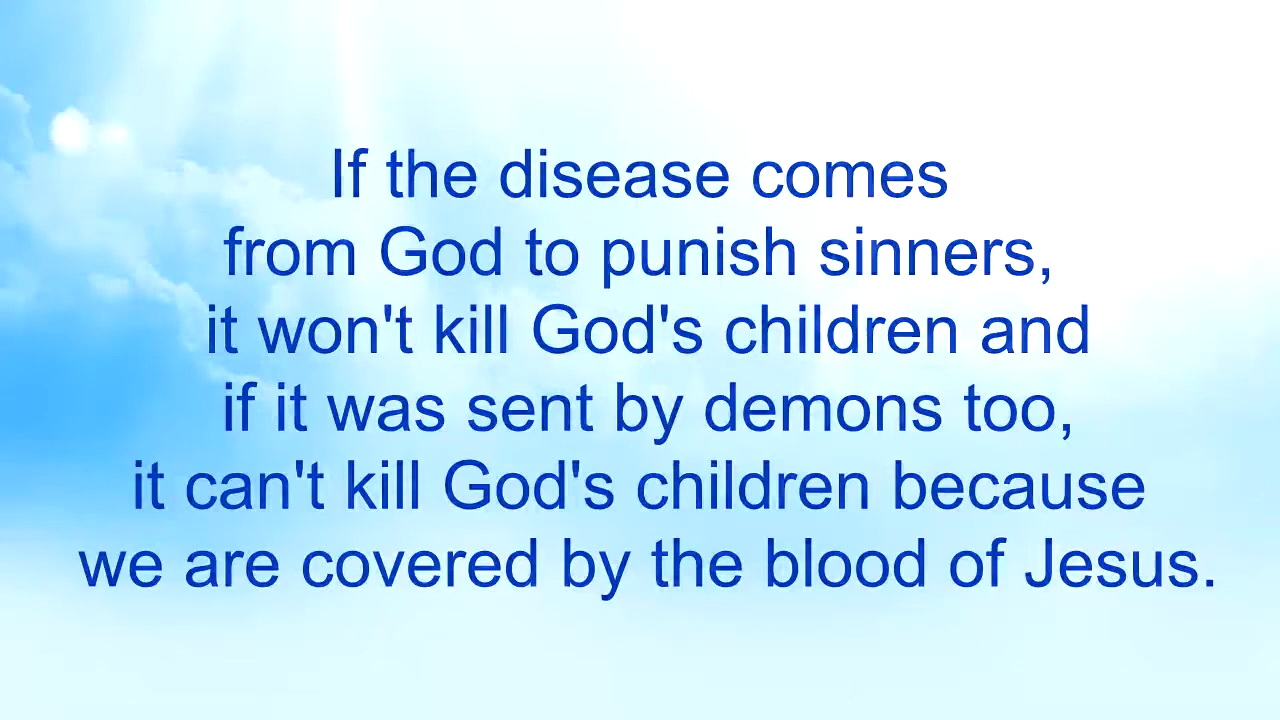 If the disease comes
from God to punish sinners,
it won't kill God's children and
if it was sent by demons too,
it can't kill God's children because
we are covered by the blood of Jesus.